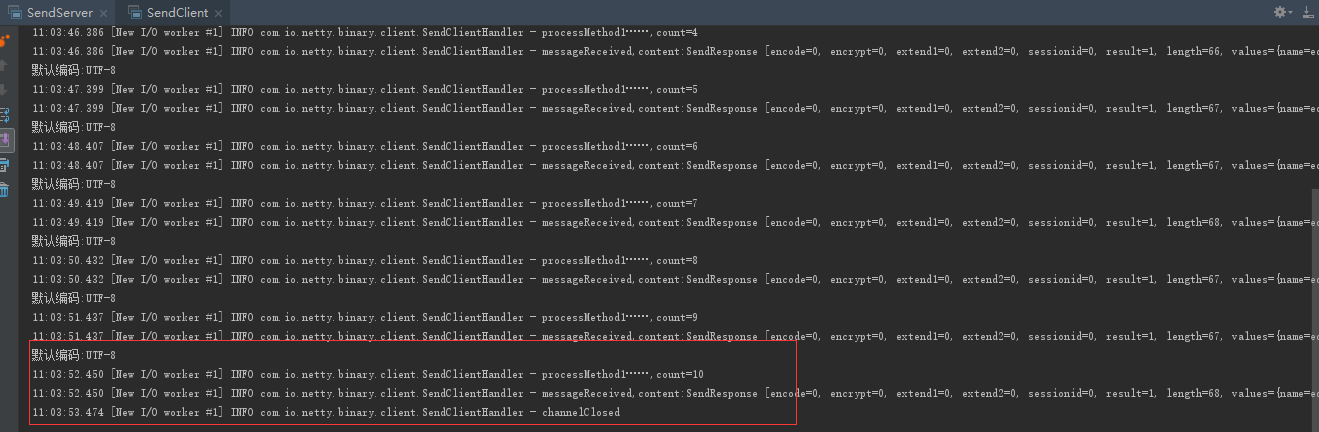 SendServer × SendClient ×
11:03:46.386 [New I/O worker #1] INFO com.io.netty.binary.client.SendClientHandler - processMethod1……,count=4
11:03:46.386 [New I/O worker #1] INFO com.io.netty.binary.client.SendClientHandler - messageReceived,content:SendResponse [encode=0, encrypt=0, extend1=0, extend2=0, sessionid=0, result=1, length=66, values={name=ec
默认编码:UTF-8
11:03:47.399 [New I/O worker #1] INFO com.io.netty.binary.client.SendClientHandler - processMethod1……,count=5
11:03:47.399 [New I/O worker #1] INFO com.io.netty.binary.client.SendClientHandler - messageReceived,content:SendResponse [encode=0, encrypt=0, extend1=0, extend2=0, sessionid=0, result=1, length=67, values={name=ec
默认编码:UTF-8
11:03:48.407 [New I/O worker #1] INFO com.io.netty.binary.client.SendClientHandler - processMethod1……,count=6
11:03:48.407 [New I/O worker #1] INFO com.io.netty.binary.client.SendClientHandler - messageReceived,content:SendResponse [encode=0, encrypt=0, extend1=0, extend2=0, sessionid=0, result=1, length=67, values={name=ec
默认编码:UTF-8
11:03:49.419 [New I/O worker #1] INFO com.io.netty.binary.client.SendClientHandler - processMethod1……,count=7
11:03:49.419 [New I/O worker #1] INFO com.io.netty.binary.client.SendClientHandler - messageReceived,content:SendResponse [encode=0, encrypt=0, extend1=0, extend2=0, sessionid=0, result=1, length=68, values={name=ec
默认编码:UTF-8
11:03:50.432 [New I/O worker #1] INFO com.io.netty.binary.client.SendClientHandler - processMethod1……,count=8
11:03:50.432 [New I/O worker #1] INFO com.io.netty.binary.client.SendClientHandler - messageReceived,content:SendResponse [encode=0, encrypt=0, extend1=0, extend2=0, sessionid=0, result=1, length=67, values={name=ec
默认编码:UTF-8
11:03:51.437 [New I/O worker #1] INFO com.io.netty.binary.client.SendClientHandler - processMethod1……,count=9
11:03:51.437 [New I/O worker #1] INFO com.io.netty.binary.client.SendClientHandler - messageReceived,content:SendResponse [encode=0, encrypt=0, extend1=0, extend2=0, sessionid=0, result=1, length=67, values={name=ec
默认编码:UTF-8
11:03:52.450 [New I/O worker #1] INFO com.io.netty.binary.client.SendClientHandler - processMethod1……,count=10
11:03:52.450 [New I/O worker #1] INFO com.io.netty.binary.client.SendClientHandler - messageReceived,content:SendResponse [encode=0, encrypt=0, extend1=0, extend2=0, sessionid=0, result=1, length=68, values={name=ec
11:03:53.474 [New I/O worker #1] INFO com.io.netty.binary.client.SendClientHandler - channelClosed